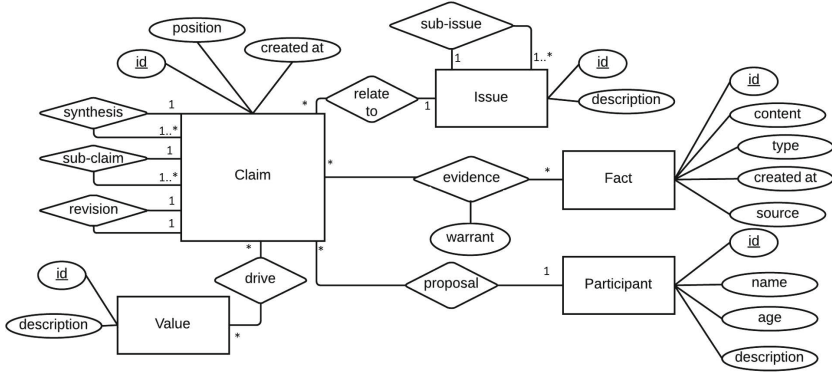 position
sub-issue
created at
id
1
1..*
id
relate
to
Issue
description
*
1
id
synthesis
1
1..*
content
sub-claim
1
1..*
Claim
*
evidence
*
Fact
type
created at
revision
1
1
warrant
source
*
*
id
id
drive
proposal
1
Participant
name
description
Value
*
age
description